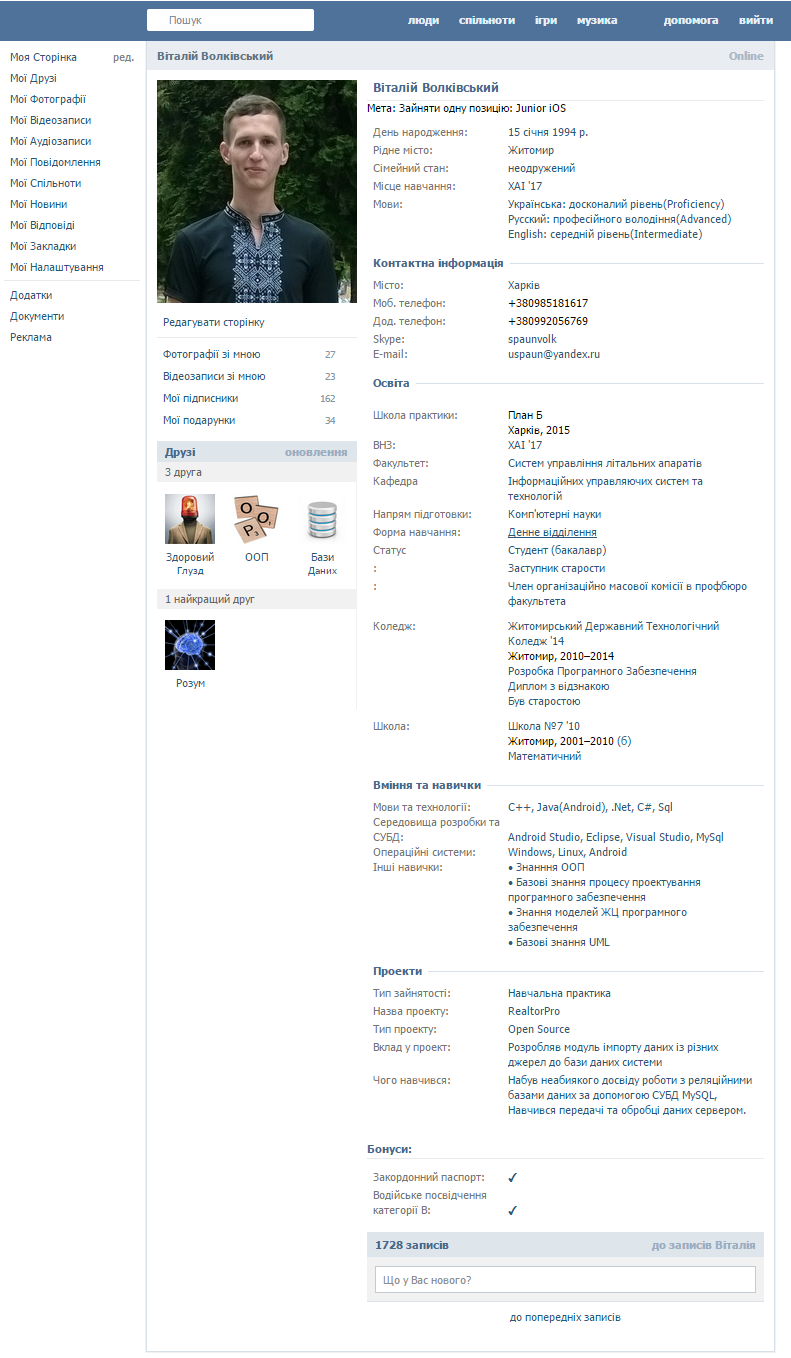 Пошук
люди
спільноти
ігри
музика
допомога
вийти
Моя Сторінка ред.
Мої Друзі
Мої Фотографії
Мої Відеозаписи
Мої Аудіозаписи
Мої Повідомлення
Мої Спільноти
Мої Новини
Мої Відповіді
Мої Закладки
Мої Налаштування
Додатки
Документи
Реклама
Віталій Волківський Online
Редагувати сторінку
Фотографії зі мною 27
Відеозаписи зі мною 23
Мої підписники 162
Мої подарунки 34
Друзі оновлення
3 друга
О О Р
Здоровий Глузд
ООП
Бази Даних
1 найкращий друг
Розум
Віталій Волківський
Мета: Зайняти одну позицію: Junior iOS
День народження: 15 січня 1994 р.
Рідне місто: Житомир
Сімейний стан: неодружений
Місце навчання: ХАІ '17
Мови: Українська: досконалий рівень(Proficiency)
Русский: професійного володіння(Advanced)
English: середній рівень(Intermediate)
Контактна інформація
Місто: Харків
Моб. телефон: +380985181617
Дод. телефон: +380992056769
Skype: spaunvolk
E-mail: uspaun@yandex.ru
Освіта
Школа практики: План Б
Харків, 2015
ВНЗ: ХАІ '17
Факультет: Систем управління літальних апаратів
Кафедра Інформаційних управляючих систем та
технологій
Напрям підготовки: Комп'ютерні науки
Форма навчання: Денне відділення
Статус Студент (бакалавр)
: Заступник старости
: Член організаційно масової комісії в профбюро
факультета
Коледж: Житомирський Державний Технологічний
Коледж '14
Житомир, 2010–2014
Розробка Програмного Забезпечення
Диплом з відзнакою
Був старостою
Школа: Школа №7 '10
Житомир, 2001–2010 (б)
Математичний
Вміння та навички
Мови та технології: С++, Java(Android), .Net, C#, Sql
Середовища розробки та
СУБД: Android Studio, Eclipse, Visual Studio, MySql
Операційні системи: Windows, Linux, Android
Інші навички: • Знанння ООП
• Базові знання процесу проектування
програмного забезпечення
• Знання моделей ЖЦ програмного
забезпечення
• Базові знання UML
Проекти
Тип зайнятості: Навчальна практика
Назва проекту: RealtorPro
Тип проекту: Open Source
Вклад у проект: Розробляв модуль імпорту даних із різних
джерел до бази даних системи
Чого навчився: Набув неабиякого досвіду роботи з реляційними
базами даних за допомогою СУБД MySQL,
Навчився передачі та обробці даних сервером.
Бонуси:
Закордонний паспорт: ✓
Водійське посвідчення
категорії В: ✓
1728 записів до записів Віталія
Що у Вас нового?
до попередніх записів